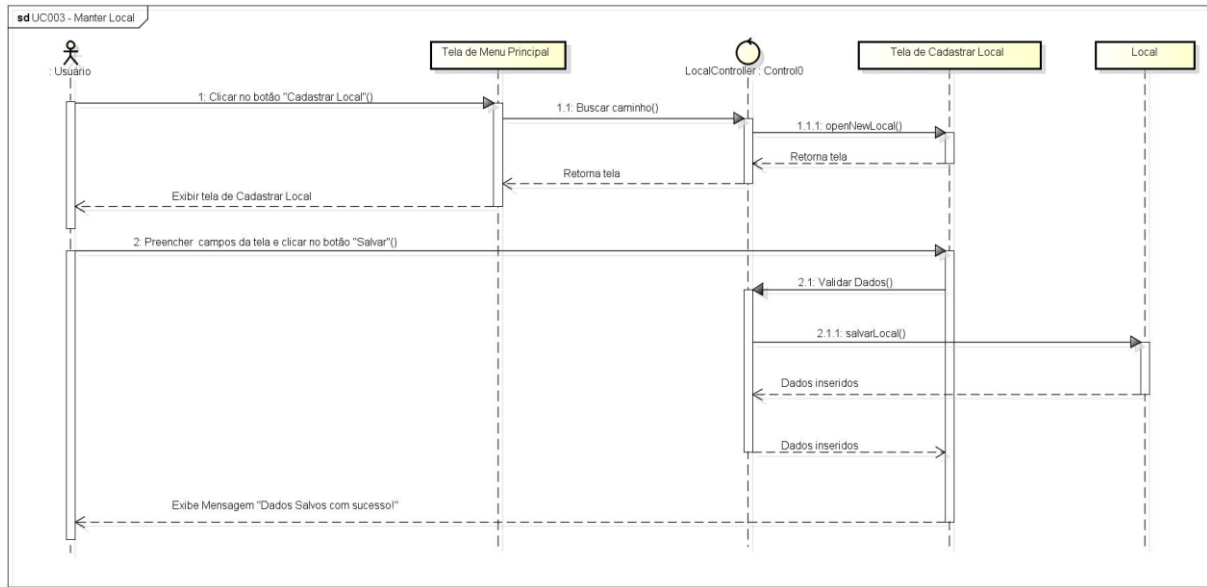 sd UC003 - Manter Local
: Usuário
Tela de Menu Principal
LocalController : Control0
Tela de Cadastrar Local
Local
1: Clicar no botão "Cadastrar Local"()
1.1: Buscar caminho()
1.1.1: openNewLocal()
Retorna tela
Retorna tela
Exibir tela de Cadastrar Local
2: Preencher campos da tela e clicar no botão "Salvar"()
2.1: Validar Dados()
2.1.1: salvarLocal()
Dados inseridos
Dados inseridos
Exibe Mensagem "Dados Salvos com sucesso!"